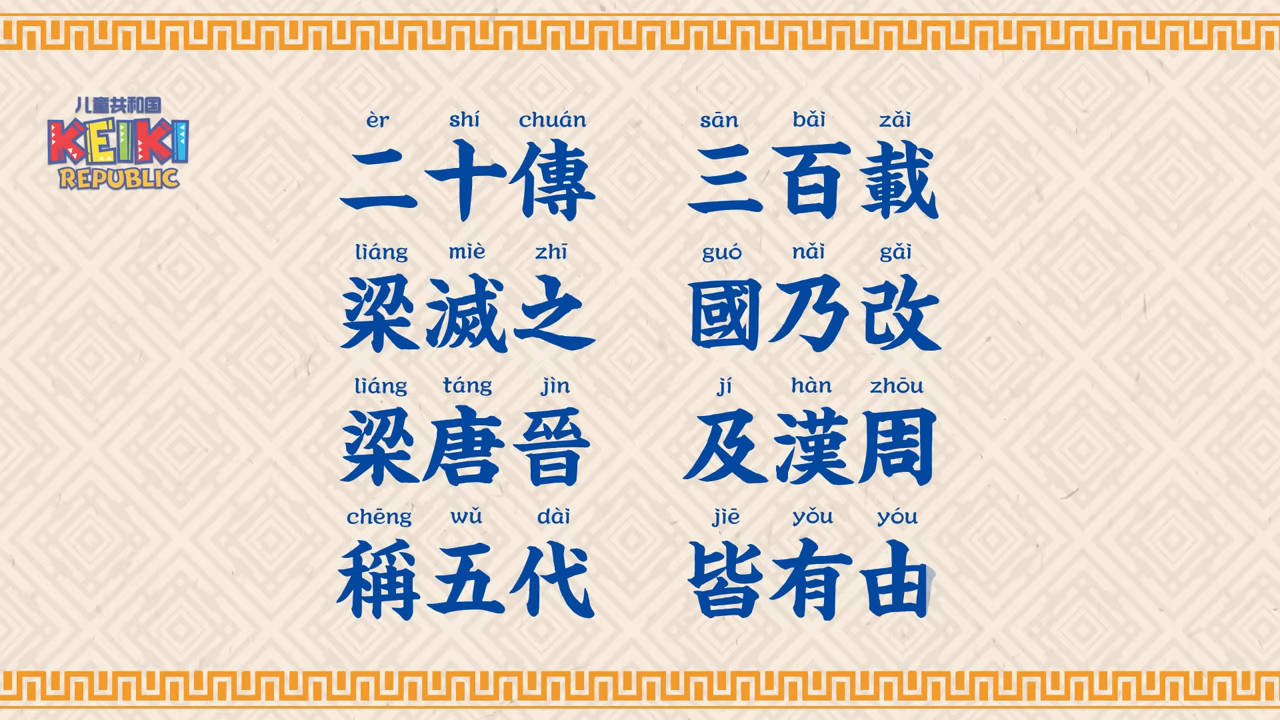 儿童共和国
KEIKI
REPUBLIC
èr shí chuán sān bǎi zǎi
二十傳 三百載
liáng miè zhī guó nǎi gǎi
梁滅之 國乃改
liáng táng jìn jí hàn zhōu
梁唐晉 及漢周
chēng wǔ dài jiē yǒu yóu
稱五代 皆有由